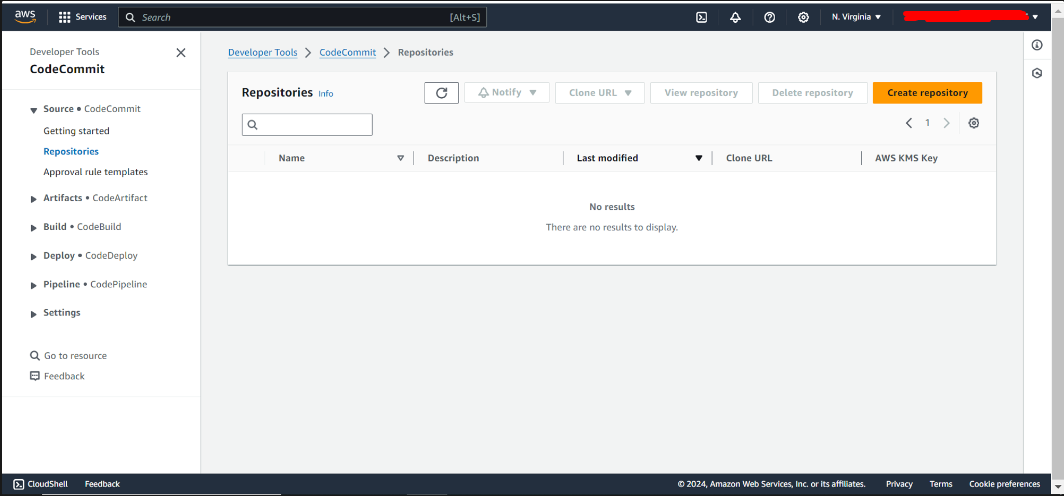 aws Services Search [Alt+S] N. Virginia
Developer Tools
CodeCommit
Source • CodeCommit
Getting started
Repositories
Approval rule templates
Artifacts • CodeArtifact
Build • CodeBuild
Deploy • CodeDeploy
Pipeline • CodePipeline
Settings
Go to resource
Feedback
Developer Tools CodeCommit Repositories
Repositories Info Notify Clone URL View repository Delete repository Create repository
1
Name Description Last modified Clone URL AWS KMS Key
No results
There are no results to display.
CloudShell Feedback © 2024, Amazon Web Services, Inc. or its affiliates. Privacy Terms Cookie preferences